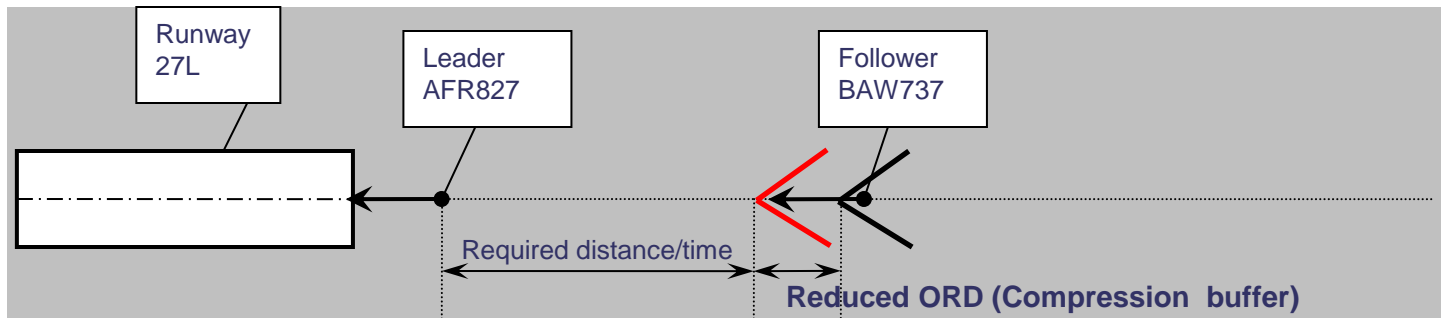 Runway
27L
Leader
AFR827
Follower
BAW737
Required distance/time
Reduced ORD (Compression buffer)